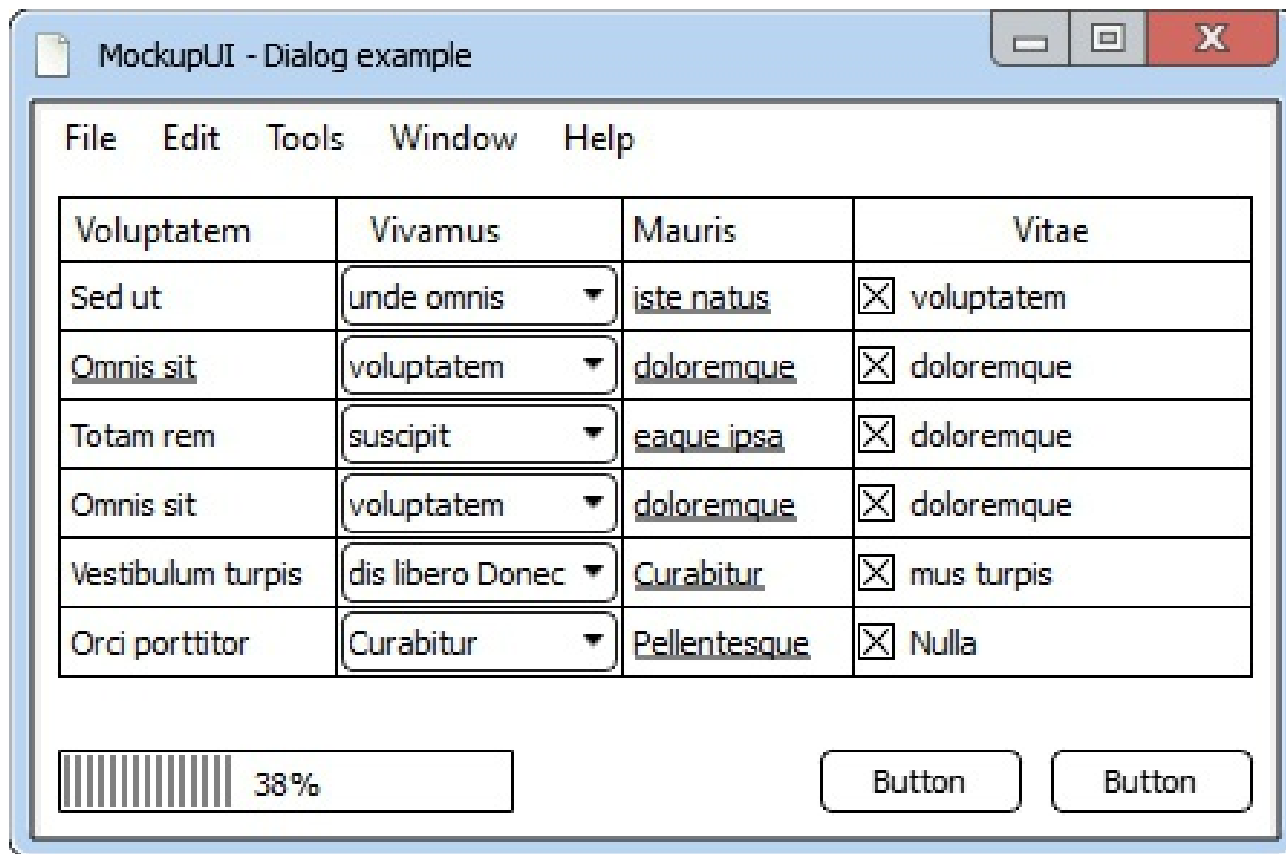 MockupUI - Dialog example
File Edit Tools Window Help
Voluptatem Vivamus Mauris Vitae
Sed ut unde omnis iste natus voluptatem
Omnis sit voluptatem doloremque doloremque
Totam rem suscipit eaque ipsa doloremque
Omnis sit voluptatem doloremque doloremque
Vestibulum turpis dis libero Donec Curabitur mus turpis
Orci porttitor Curabitur Pellentesque Nulla
38% Button Button